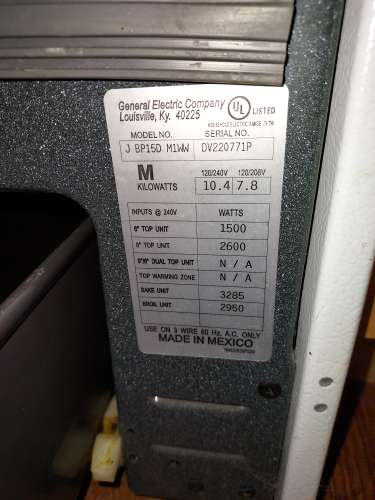 General Electric Company
Louisville, Ky. 40225
UL LISTED
HOUSEHOLD ELECTRIC RANGE
MODEL NO. SERIAL NO.
J BP15D M1WW DV220771P
M 120/240V 120/208V
KILOWATTS 10.4 7.8
INPUTS @ 240V WATTS
6" TOP UNIT 1500
8" TOP UNIT 2600
DUAL TOP UNIT N / A
TOP WARMING ZONE N / A
BAKE UNIT 3285
BROIL UNIT 2950
USE ON 3 WIRE 60 Hz. A.C. ONLY
MADE IN MEXICO